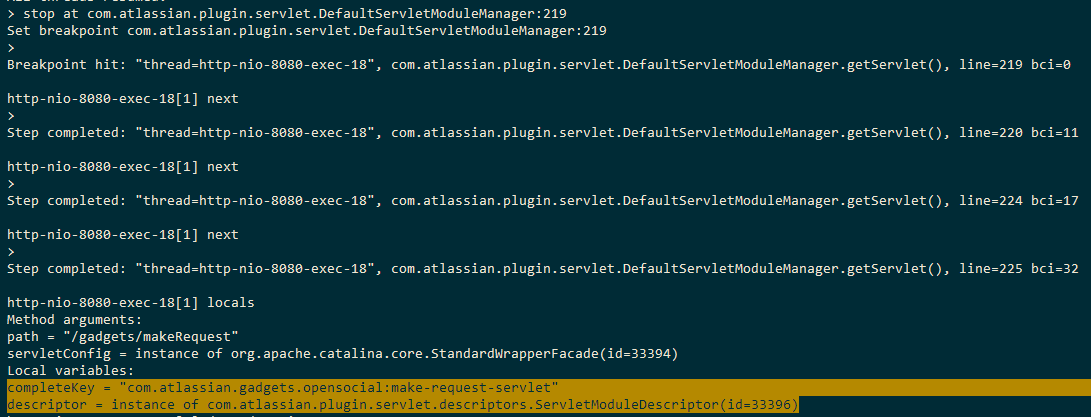 > stop at com.atlassian.plugin.servlet.DefaultServletModuleManager:219
Set breakpoint com.atlassian.plugin.servlet.DefaultServletModuleManager:219
>
Breakpoint hit: "thread=http-nio-8080-exec-18", com.atlassian.plugin.servlet.DefaultServletModuleManager.getServlet(), line=219 bci=0
http-nio-8080-exec-18[1] next
>
Step completed: "thread=http-nio-8080-exec-18", com.atlassian.plugin.servlet.DefaultServletModuleManager.getServlet(), line=220 bci=11
http-nio-8080-exec-18[1] next
>
Step completed: "thread=http-nio-8080-exec-18", com.atlassian.plugin.servlet.DefaultServletModuleManager.getServlet(), line=224 bci=17
http-nio-8080-exec-18[1] next
>
Step completed: "thread=http-nio-8080-exec-18", com.atlassian.plugin.servlet.DefaultServletModuleManager.getServlet(), line=225 bci=32
http-nio-8080-exec-18[1] locals
Method arguments:
path = "/gadgets/makeRequest"
servletConfig = instance of org.apache.catalina.core.StandardWrapperFacade(id=33394)
Local variables:
completeKey = "com.atlassian.gadgets.opensocial:make-request-servlet"
descriptor = instance of com.atlassian.plugin.servlet.descriptors.ServletModuleDescriptor(id=33396)